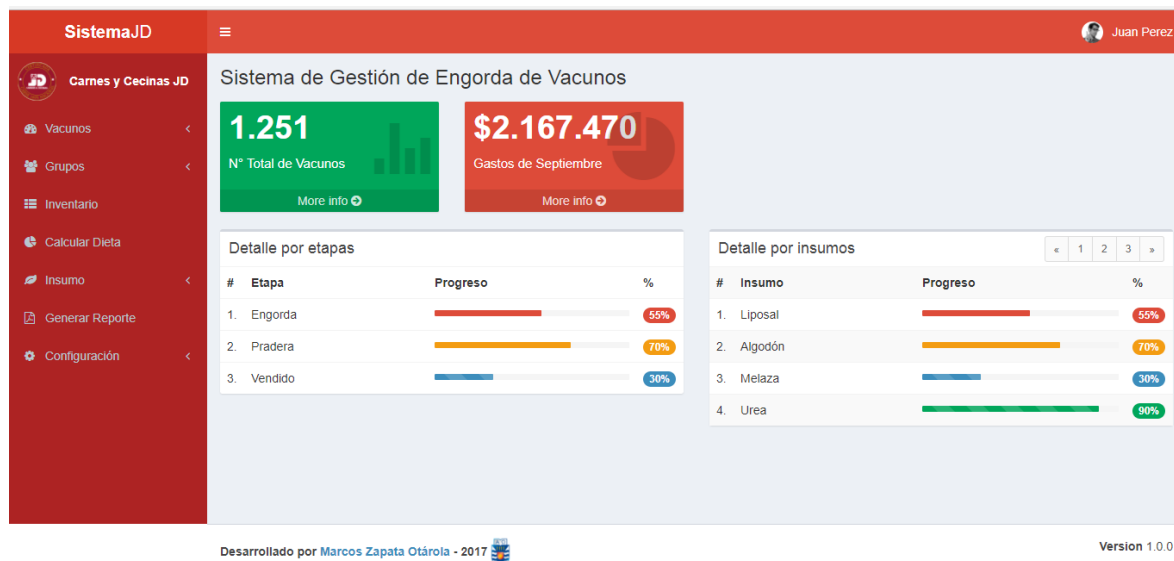 SistemaJD
Juan Perez
JD
Carnes y Cecinas JD
Vacunos
Grupos
Inventario
Calcular Dieta
Insumo
Generar Reporte
Configuración
Sistema de Gestión de Engorda de Vacunos
1.251
N° Total de Vacunos
More info
$2.167.470
Gastos de Septiembre
More info
Detalle por etapas
# Etapa Progreso %
1. Engorda 55%
2. Pradera 70%
3. Vendido 30%
Detalle por insumos
« 1 2 3 »
# Insumo Progreso %
1. Liposal 55%
2. Algodón 70%
3. Melaza 30%
4. Urea 90%
Desarrollado por Marcos Zapata Otárola - 2017
Version 1.0.0